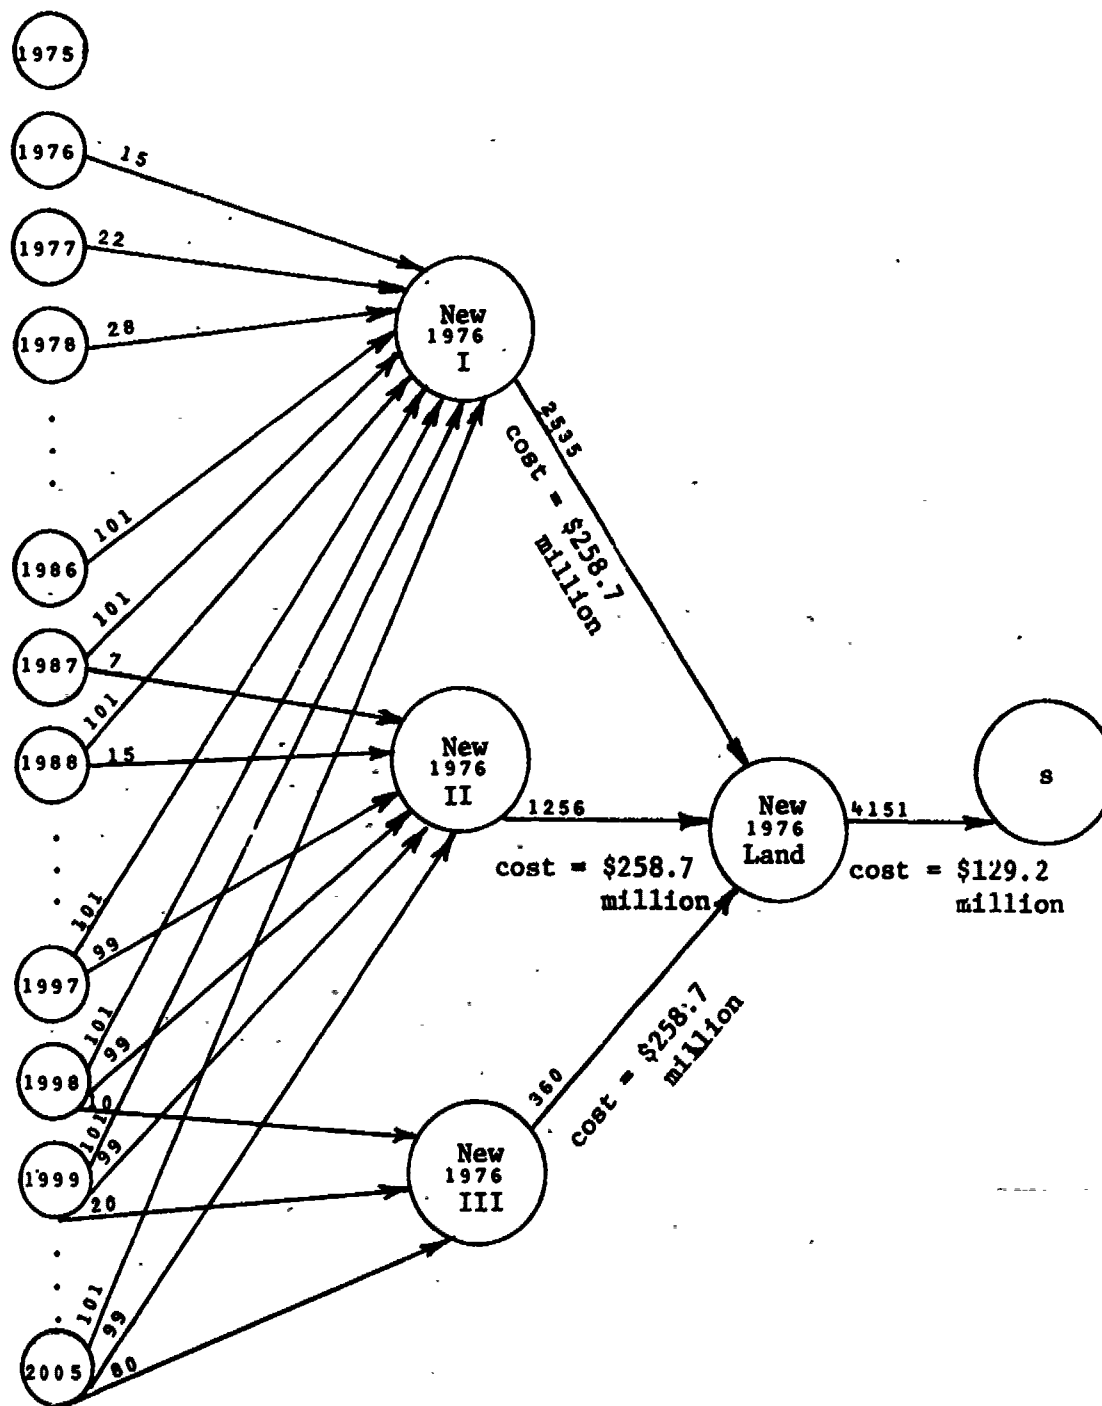 1975
1976
15
1977
22
1978
28
New
1976
I
2535
cost = $258.7
million
1986
101
1987
101
7
1988
101
15
New
1976
II
1256
cost = $258.7
million
New
1976
Land
4151
cost = $129.2
million
s
1997
101
99
1998
101
99
10
1999
101
99
20
New
1976
III
360
cost = $258.7
million
2005
101
99
80